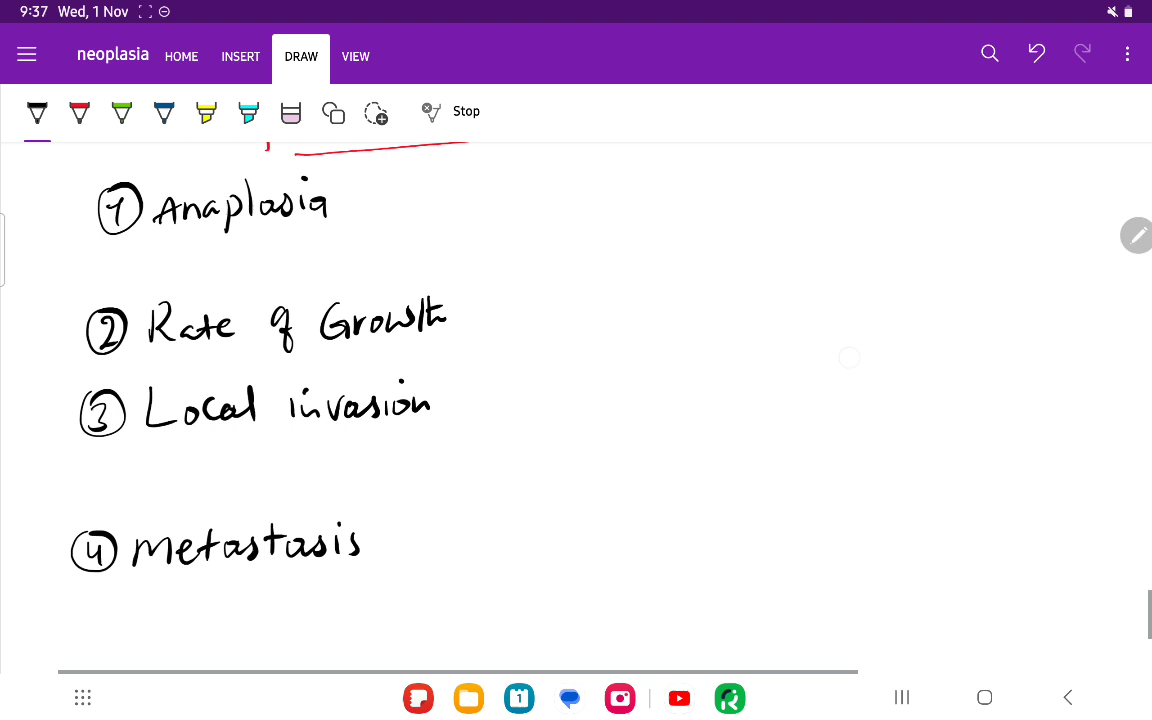 9:37 Wed, 1 Nov
neoplasia HOME INSERT DRAW VIEW
Stop
1 Anaplasia
2 Rate of Growth
3 Local invasion
4 Metastasis
1